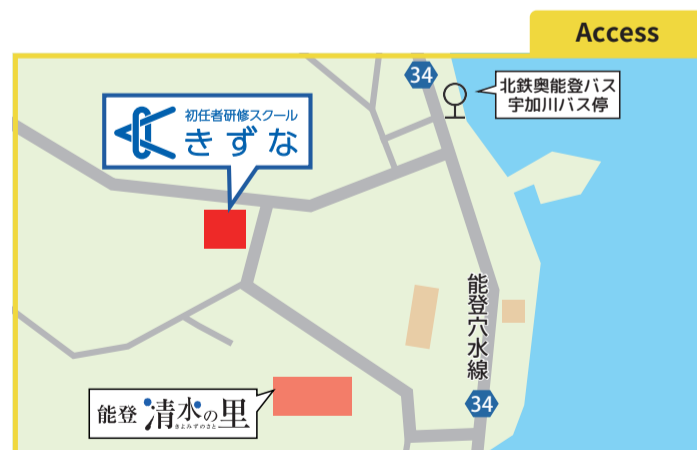 Access
34
北鉄奥能登バス
宇加川バス停
初任者研修スクール
きずな
能登穴水線
34
能登 清水の里
きよみずのさと